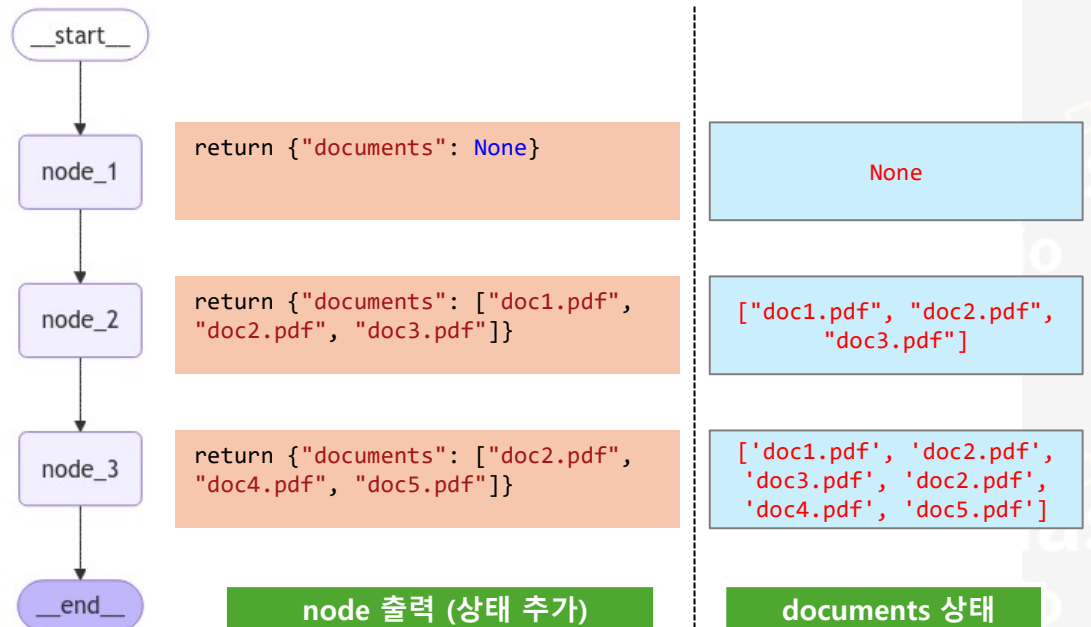 __start__
node_1
return {"documents": None}
None
node_2
return {"documents": ["doc1.pdf",
"doc2.pdf", "doc3.pdf"]}
["doc1.pdf", "doc2.pdf",
"doc3.pdf"]
node_3
return {"documents": ["doc2.pdf",
"doc4.pdf", "doc5.pdf"]}
['doc1.pdf', 'doc2.pdf',
'doc3.pdf', 'doc2.pdf',
'doc4.pdf', 'doc5.pdf']
__end__
node 출력 (상태 추가)
documents 상태